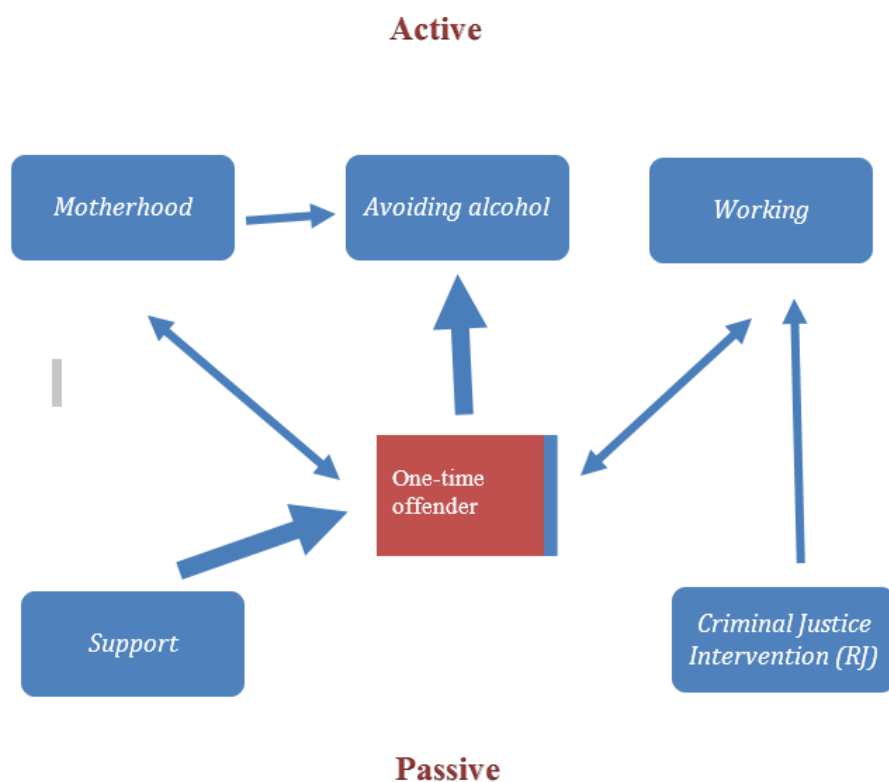 Active
Motherhood
Avoiding alcohol
Working
One-time
offender
Support
Criminal Justice
Intervention (RJ)
Passive